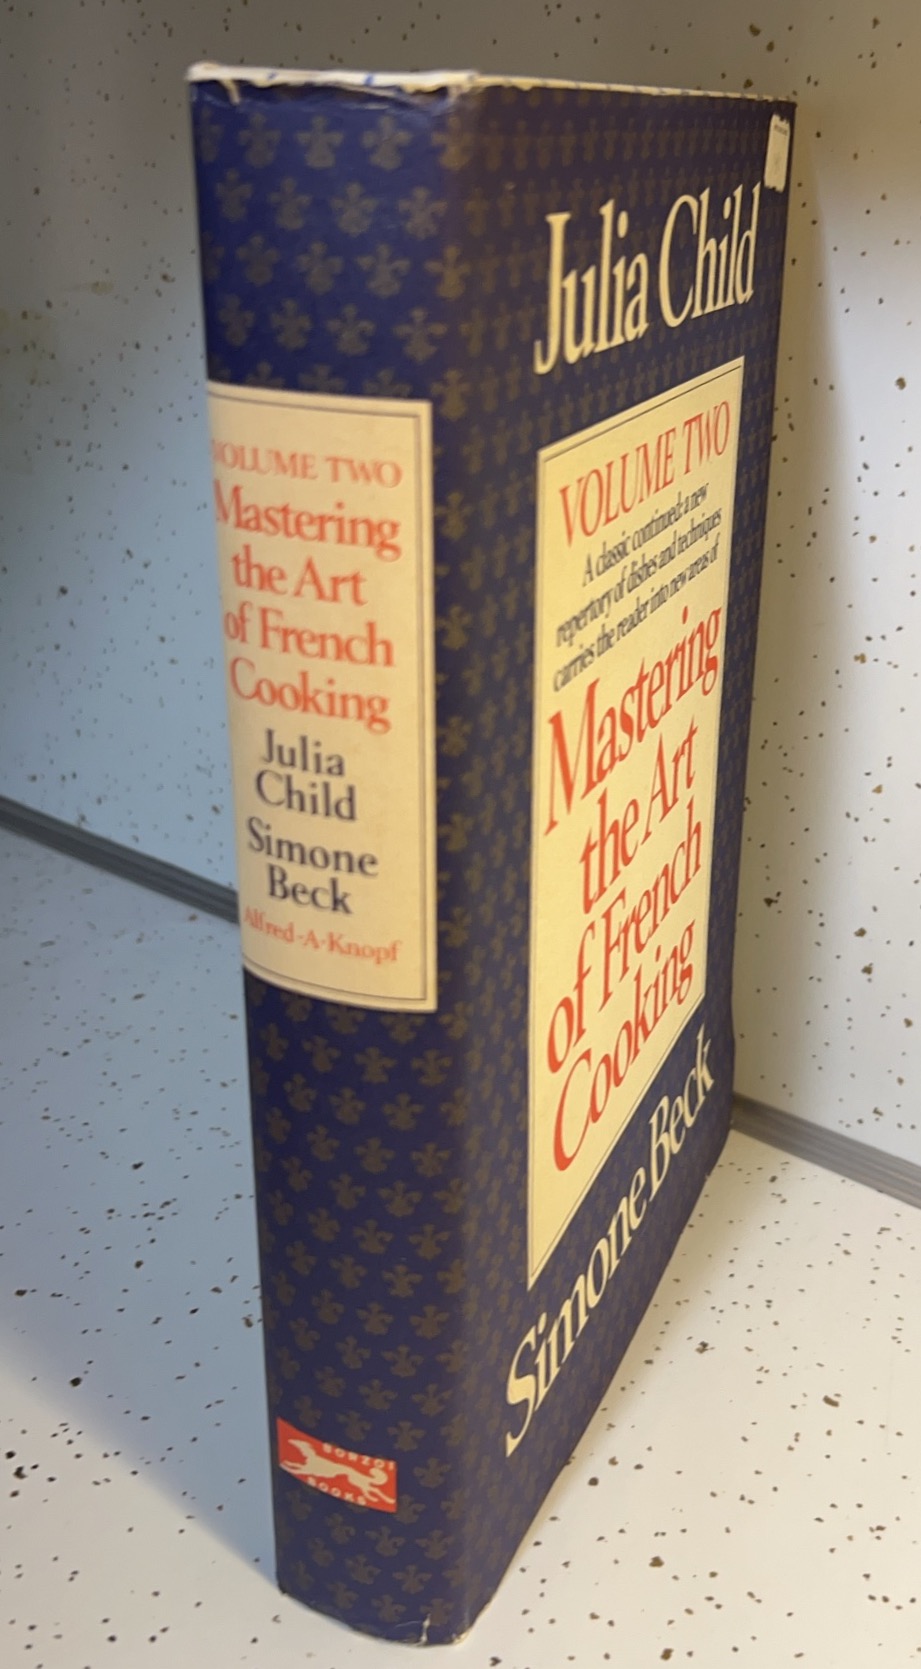 VOLUME TWO
Mastering
the Art
of French
Cooking
Julia
Child
Simone
Beck
Alfred·A·Knopf
BORZOI
BOOKS
Julia Child
VOLUME TWO
A classic continued: a new
repertory of dishes and techniques
carries the reader into new areas of
Mastering
the Art
of French
Cooking
Simone Beck